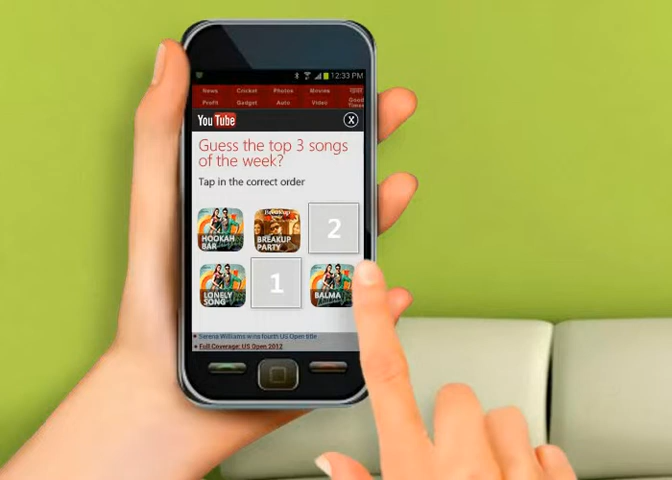 12:33 PM
News Cricket Photos Movies
Profit Gadget Auto Video Good Times
YouTube X
Guess the top 3 songs
of the week?
Tap in the correct order
HOOKAH BAR
BREAKUP PARTY
2
LONELY SONG
1
BALMA
Serena Williams wins fourth US Open title
Full Coverage: US Open 2012